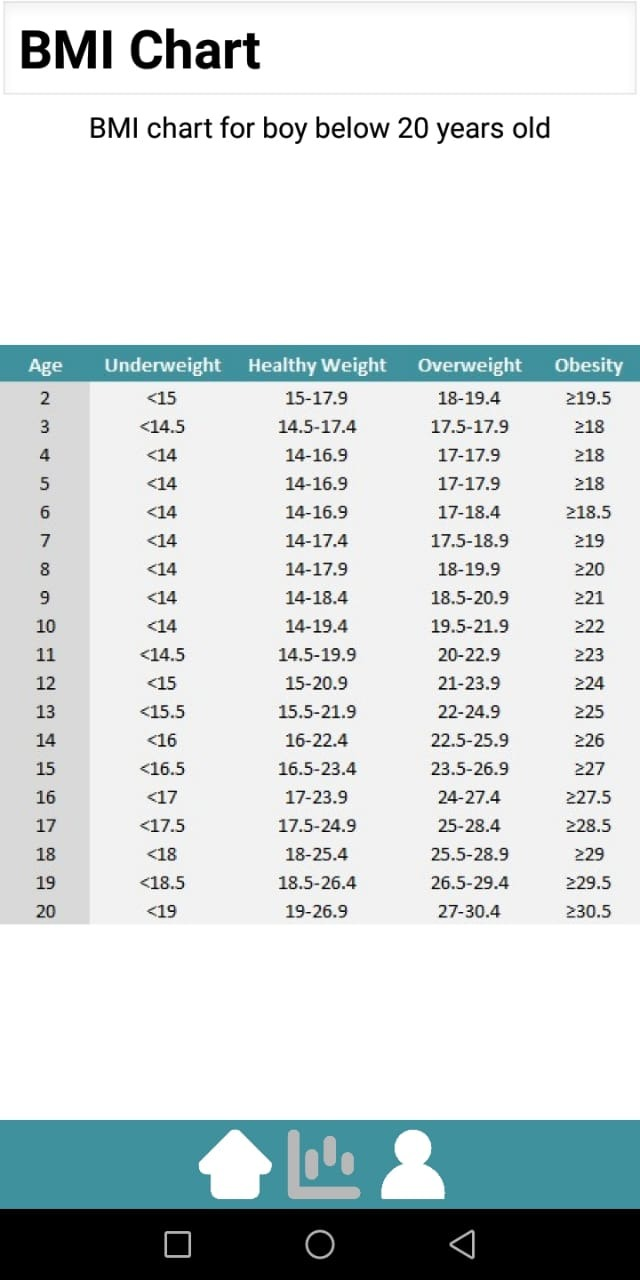 BMI Chart
BMI chart for boy below 20 years old
Age Underweight Healthy Weight Overweight Obesity
2 <15 15-17.9 18-19.4 ≥19.5
3 <14.5 14.5-17.4 17.5-17.9 ≥18
4 <14 14-16.9 17-17.9 ≥18
5 <14 14-16.9 17-17.9 ≥18
6 <14 14-16.9 17-18.4 ≥18.5
7 <14 14-17.4 17.5-18.9 ≥19
8 <14 14-17.9 18-19.9 ≥20
9 <14 14-18.4 18.5-20.9 ≥21
10 <14 14-19.4 19.5-21.9 ≥22
11 <14.5 14.5-19.9 20-22.9 ≥23
12 <15 15-20.9 21-23.9 ≥24
13 <15.5 15.5-21.9 22-24.9 ≥25
14 <16 16-22.4 22.5-25.9 ≥26
15 <16.5 16.5-23.4 23.5-26.9 ≥27
16 <17 17-23.9 24-27.4 ≥27.5
17 <17.5 17.5-24.9 25-28.4 ≥28.5
18 <18 18-25.4 25.5-28.9 ≥29
19 <18.5 18.5-26.4 26.5-29.4 ≥29.5
20 <19 19-26.9 27-30.4 ≥30.5